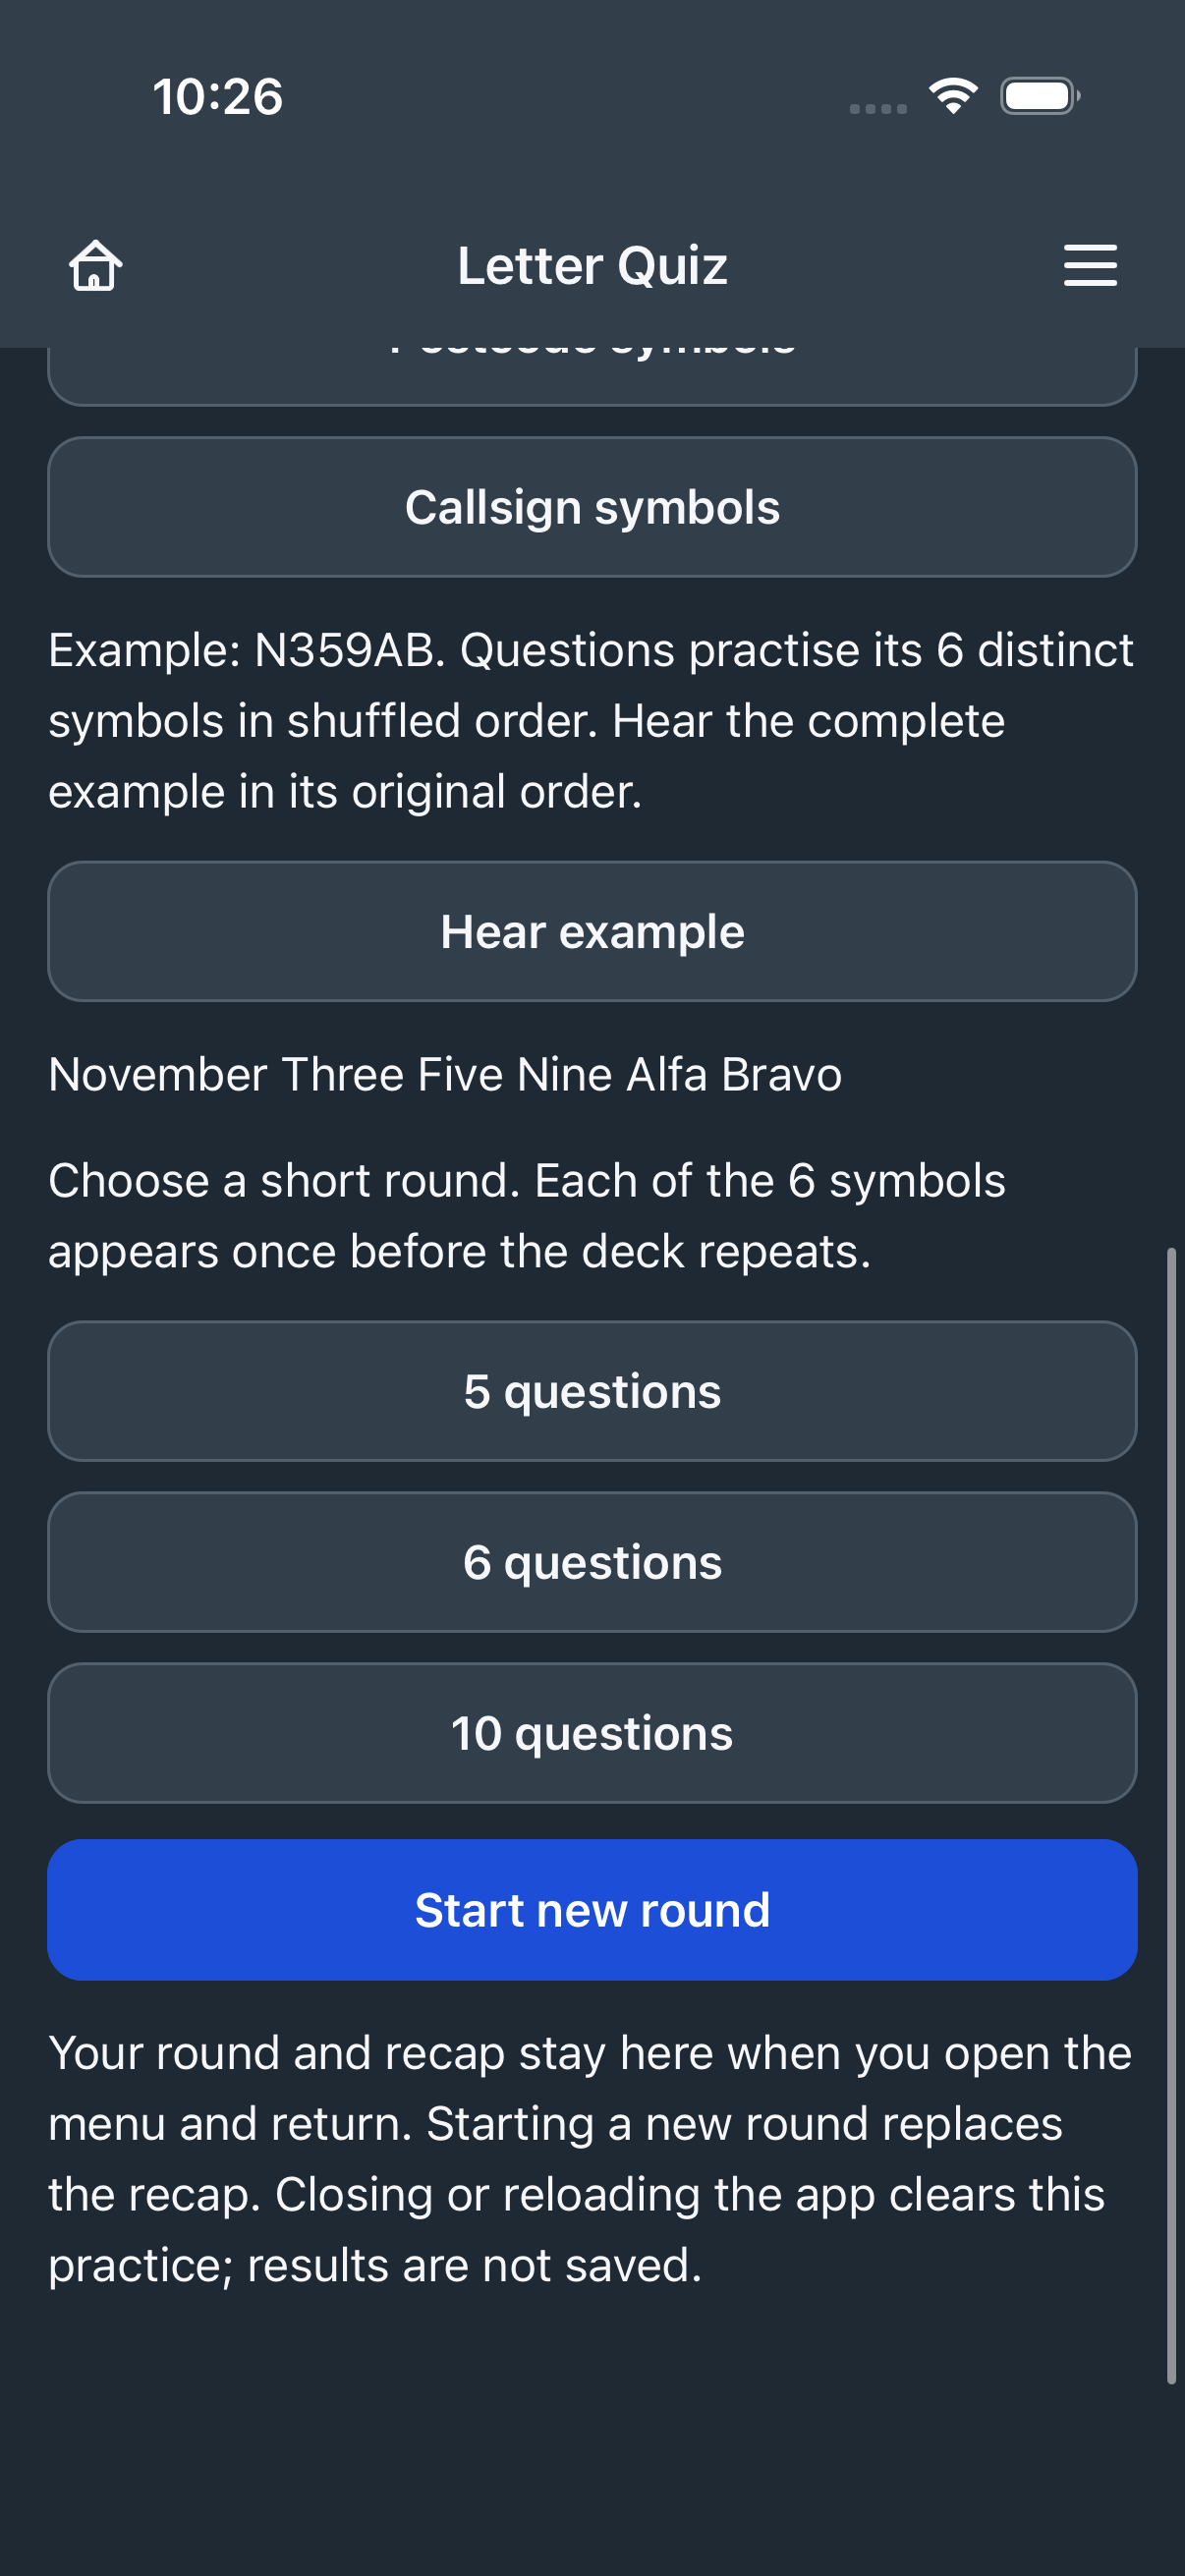 10:26
Letter Quiz
Callsign symbols
Example: N359AB. Questions practise its 6 distinct
symbols in shuffled order. Hear the complete
example in its original order.
Hear example
November Three Five Nine Alfa Bravo
Choose a short round. Each of the 6 symbols
appears once before the deck repeats.
5 questions
6 questions
10 questions
Start new round
Your round and recap stay here when you open the
menu and return. Starting a new round replaces
the recap. Closing or reloading the app clears this
practice; results are not saved.